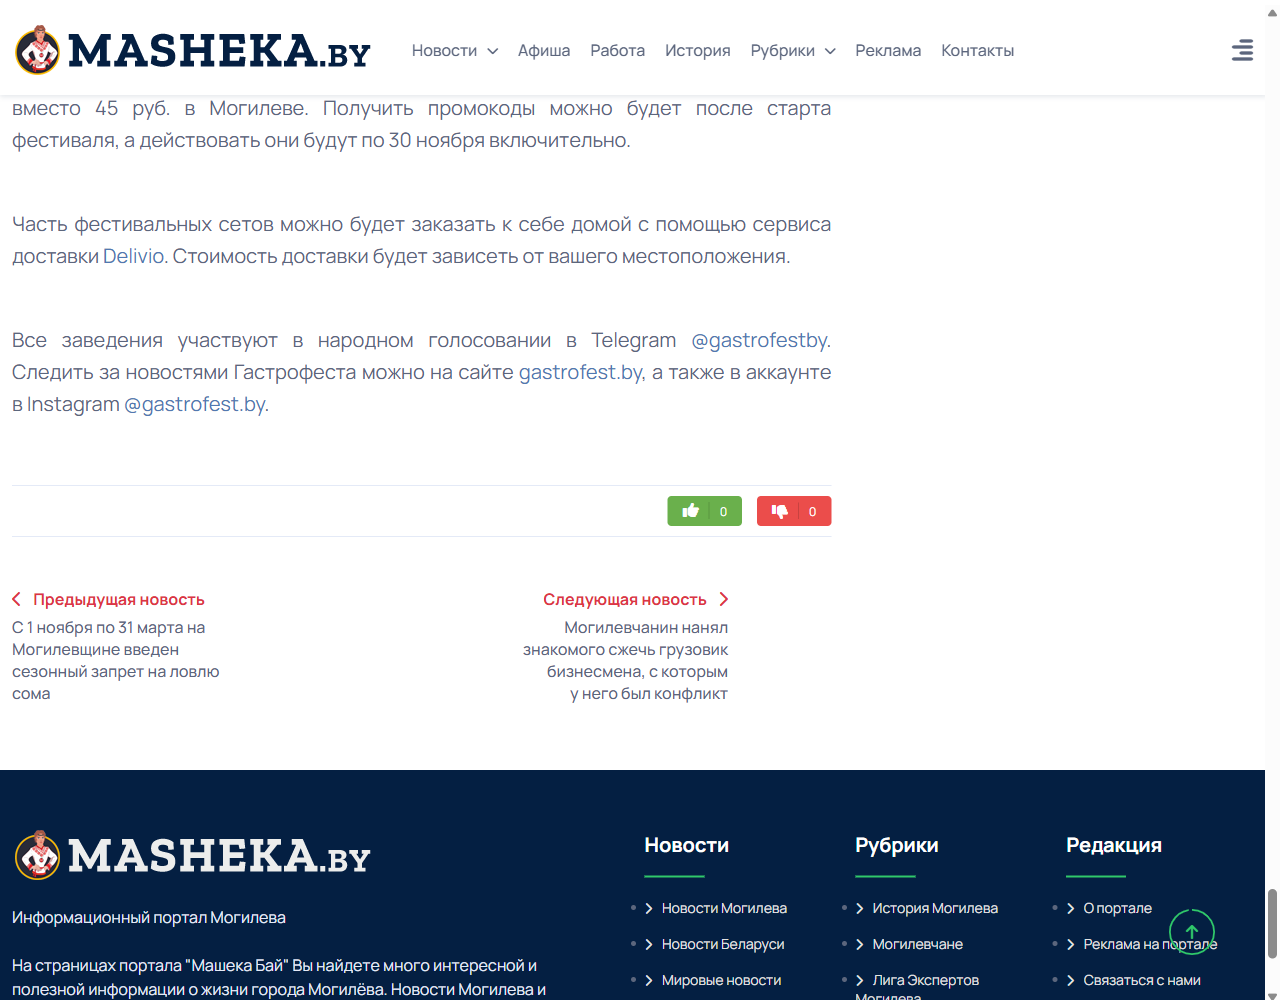 MASHEKA.BY
Новости Афиша Работа История Рубрики Реклама Контакты
вместо 45 руб. в Могилеве. Получить промокоды можно будет после старта
фестиваля, а действовать они будут по 30 ноября включительно.
Часть фестивальных сетов можно будет заказать к себе домой с помощью сервиса
доставки Delivio. Стоимость доставки будет зависеть от вашего местоположения.
Все заведения участвуют в народном голосовании в Telegram @gastrofestby.
Следить за новостями Гастрофеста можно на сайте gastrofest.by, а также в аккаунте
в Instagram @gastrofest.by.
0 0
Предыдущая новость
С 1 ноября по 31 марта на
Могилевщине введен
сезонный запрет на ловлю
сома
Следующая новость
Могилевчанин нанял
знакомого сжечь грузовик
бизнесмена, с которым
у него был конфликт
MASHEKA.BY
Информационный портал Могилева
На страницах портала "Машека Бай" Вы найдете много интересной и
полезной информации о жизни города Могилёва. Новости Могилева и
Новости
Новости Могилева
Новости Беларуси
Мировые новости
Рубрики
История Могилева
Могилевчане
Лига Экспертов
Могилева
Редакция
О портале
Реклама на портале
Связаться с нами